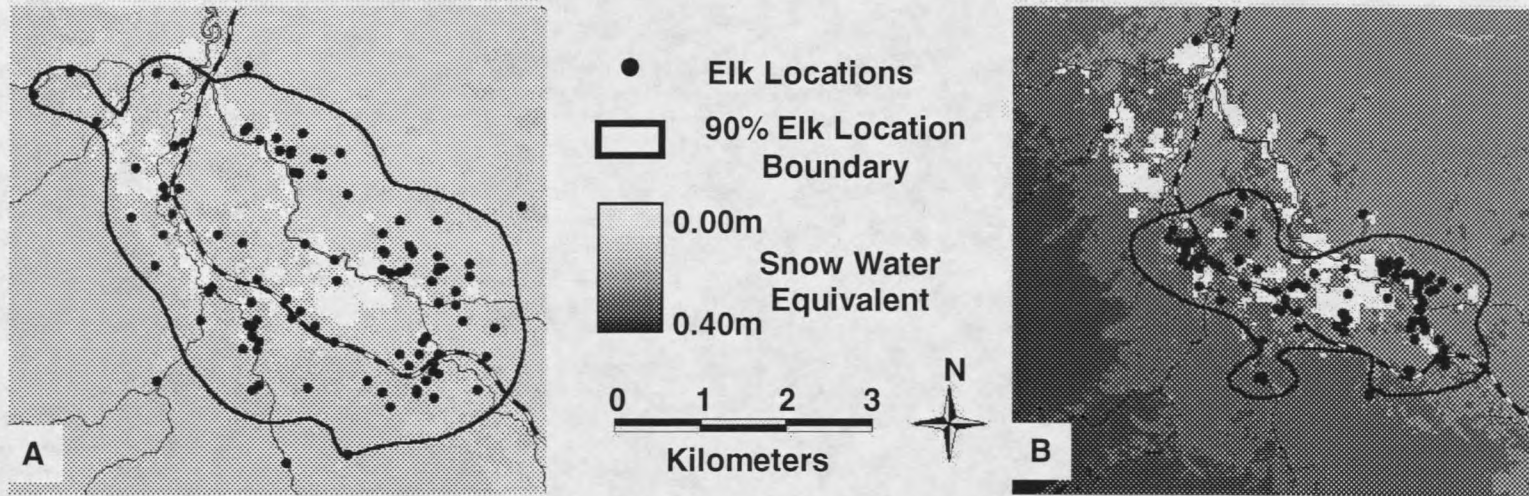 A
Elk Locations
90% Elk Location
Boundary
0.00m
Snow Water
Equivalent
0.40m
0 1 2 3
Kilometers
N
B